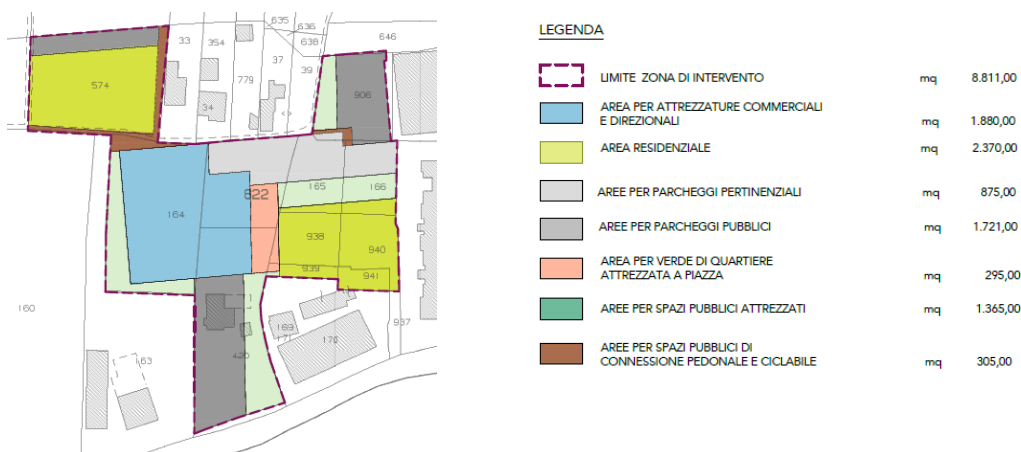 635
636
33
354
638
646
37
779
39
574
906
34
822
165
166
164
938
940
939
941
160
937
169
171
170
163
420
LEGENDA
LIMITE ZONA DI INTERVENTO mq 8.811,00
AREA PER ATTREZZATURE COMMERCIALI
E DIREZIONALI mq 1.880,00
AREA RESIDENZIALE mq 2.370,00
AREE PER PARCHEGGI PERTINENZIALI mq 875,00
AREE PER PARCHEGGI PUBBLICI mq 1.721,00
AREA PER VERDE DI QUARTIERE
ATTREZZATA A PIAZZA mq 295,00
AREE PER SPAZI PUBBLICI ATTREZZATI mq 1.365,00
AREE PER SPAZI PUBBLICI DI
CONNESSIONE PEDONALE E CICLABILE mq 305,00